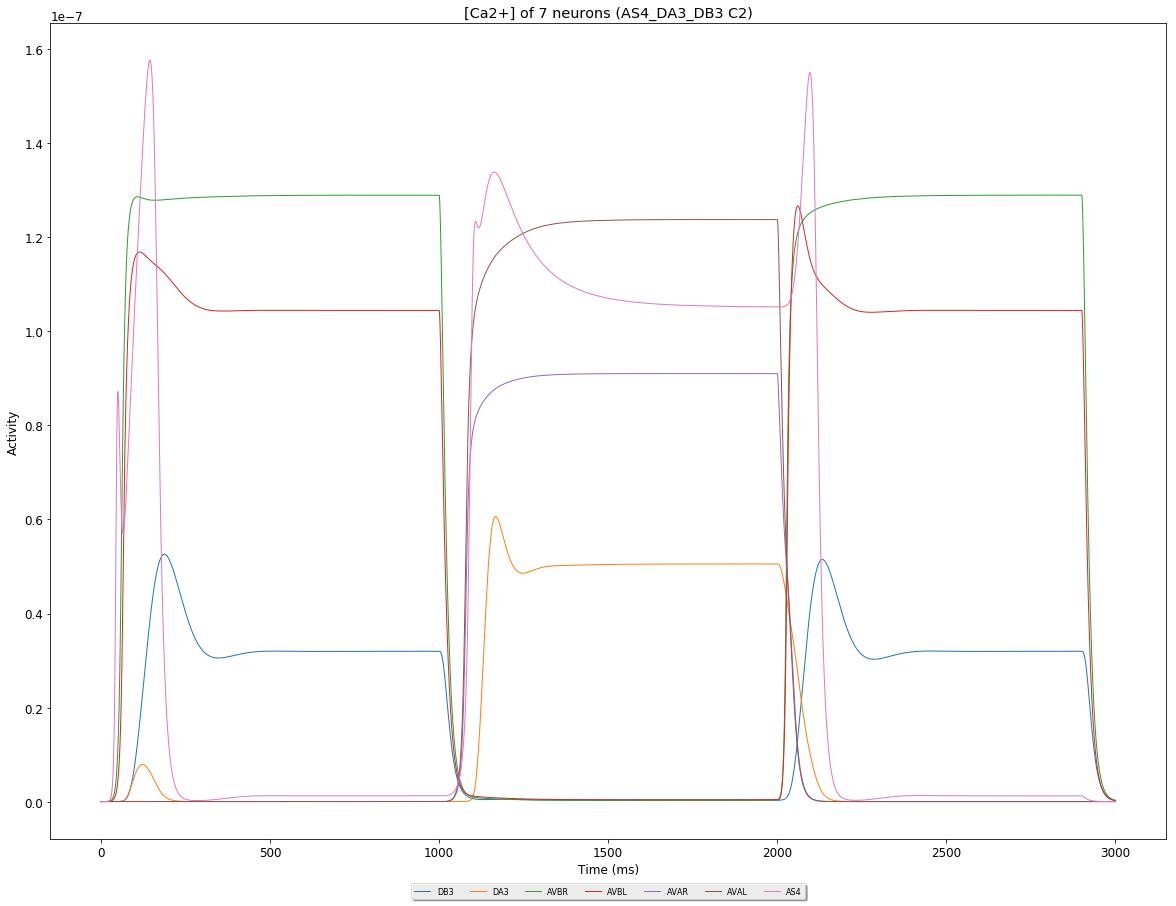 [Ca2+] of 7 neurons (AS4_DA3_DB3 C2)
1e−7
1.6
1.4
1.2
1.0
0.8
0.6
0.4
0.2
0.0
Activity
0 500 1000 1500 2000 2500 3000
Time (ms)
DB3 DA3 AVBR AVBL AVAR AVAL AS4